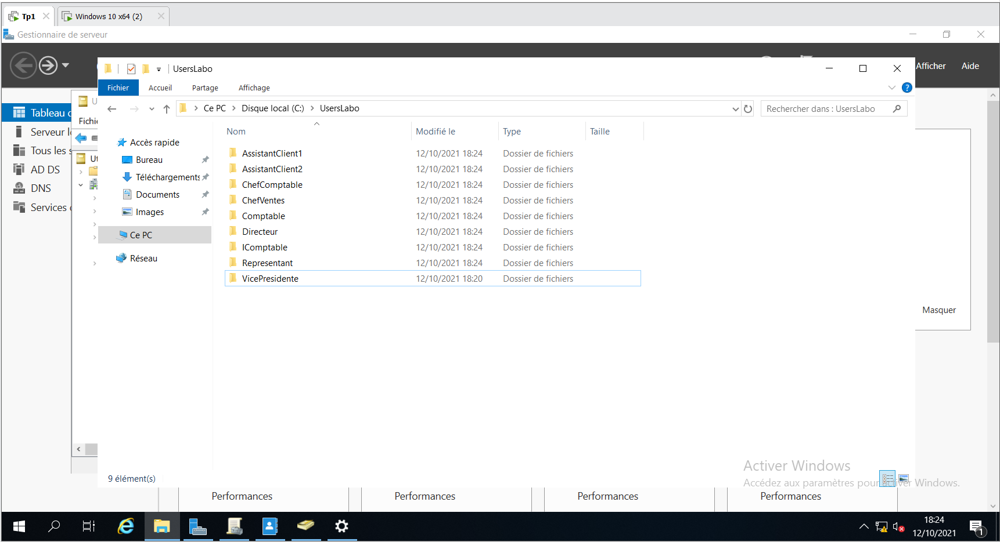 Tp1
Windows 10 x64 (2)
Gestionnaire de serveur
Afficher
Aide
UsersLabo
Fichier
Accueil
Partage
Affichage
?
Ce PC
Disque local (C:)
UsersLabo
Rechercher dans : UsersLabo
Tableau
Serveur
Tous les
AD DS
DNS
Services
Accès rapide
Bureau
Téléchargements
Documents
Images
Ce PC
Réseau
Nom Modifié le Type Taille
AssistantClient1 12/10/2021 18:24 Dossier de fichiers
AssistantClient2 12/10/2021 18:24 Dossier de fichiers
ChefComptable 12/10/2021 18:24 Dossier de fichiers
ChefVentes 12/10/2021 18:24 Dossier de fichiers
Comptable 12/10/2021 18:24 Dossier de fichiers
Directeur 12/10/2021 18:24 Dossier de fichiers
IComptable 12/10/2021 18:24 Dossier de fichiers
Representant 12/10/2021 18:24 Dossier de fichiers
VicePresidente 12/10/2021 18:20 Dossier de fichiers
Masquer
9 élément(s)
Activer Windows
Accédez aux paramètres pour activer Windows.
Performances Performances Performances Performances
18:24
12/10/2021
1